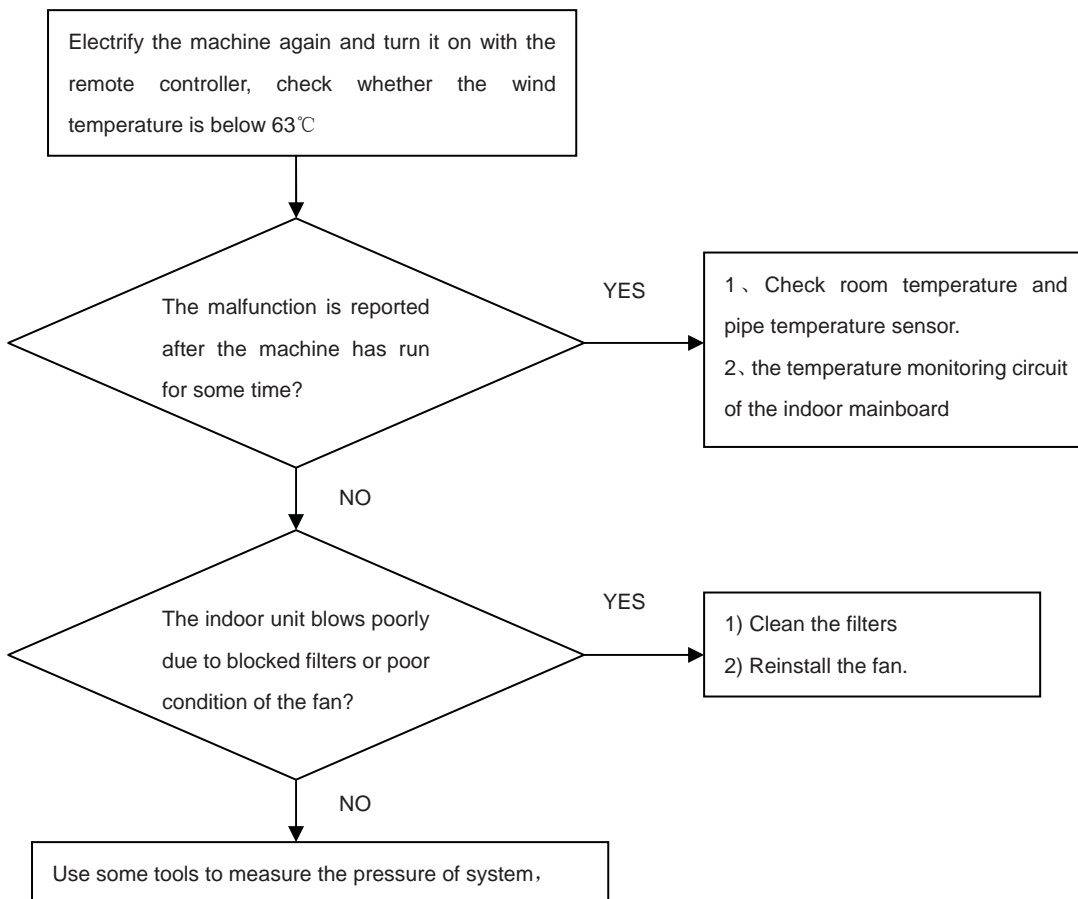 Electrify the machine again and turn it on with the
remote controller, check whether the wind
temperature is below 63℃
The malfunction is reported
after the machine has run
for some time?
YES
1、Check room temperature and
pipe temperature sensor.
2、the temperature monitoring circuit
of the indoor mainboard
NO
The indoor unit blows poorly
due to blocked filters or poor
condition of the fan?
YES
1) Clean the filters
2) Reinstall the fan.
NO
Use some tools to measure the pressure of system，